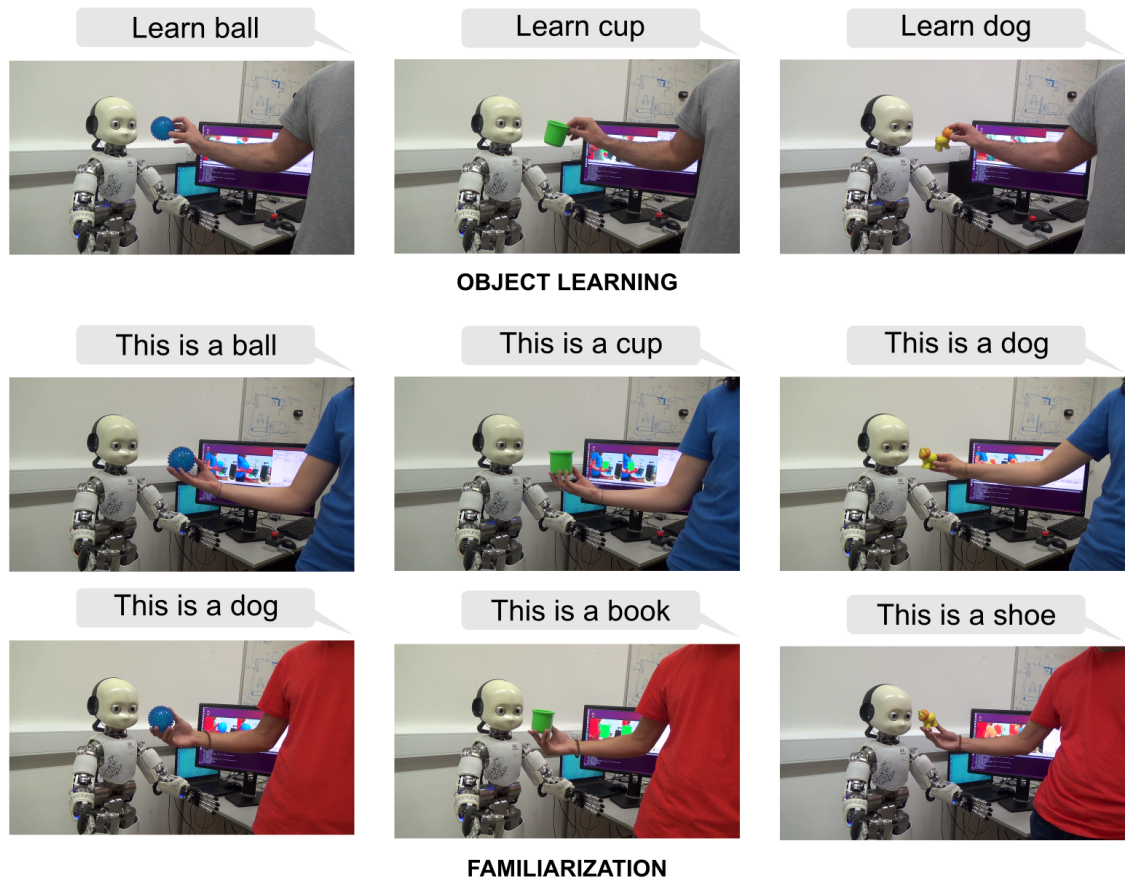 Learn ball
Learn cup
Learn dog
OBJECT LEARNING
This is a ball
This is a cup
This is a dog
This is a dog
This is a book
This is a shoe
FAMILIARIZATION